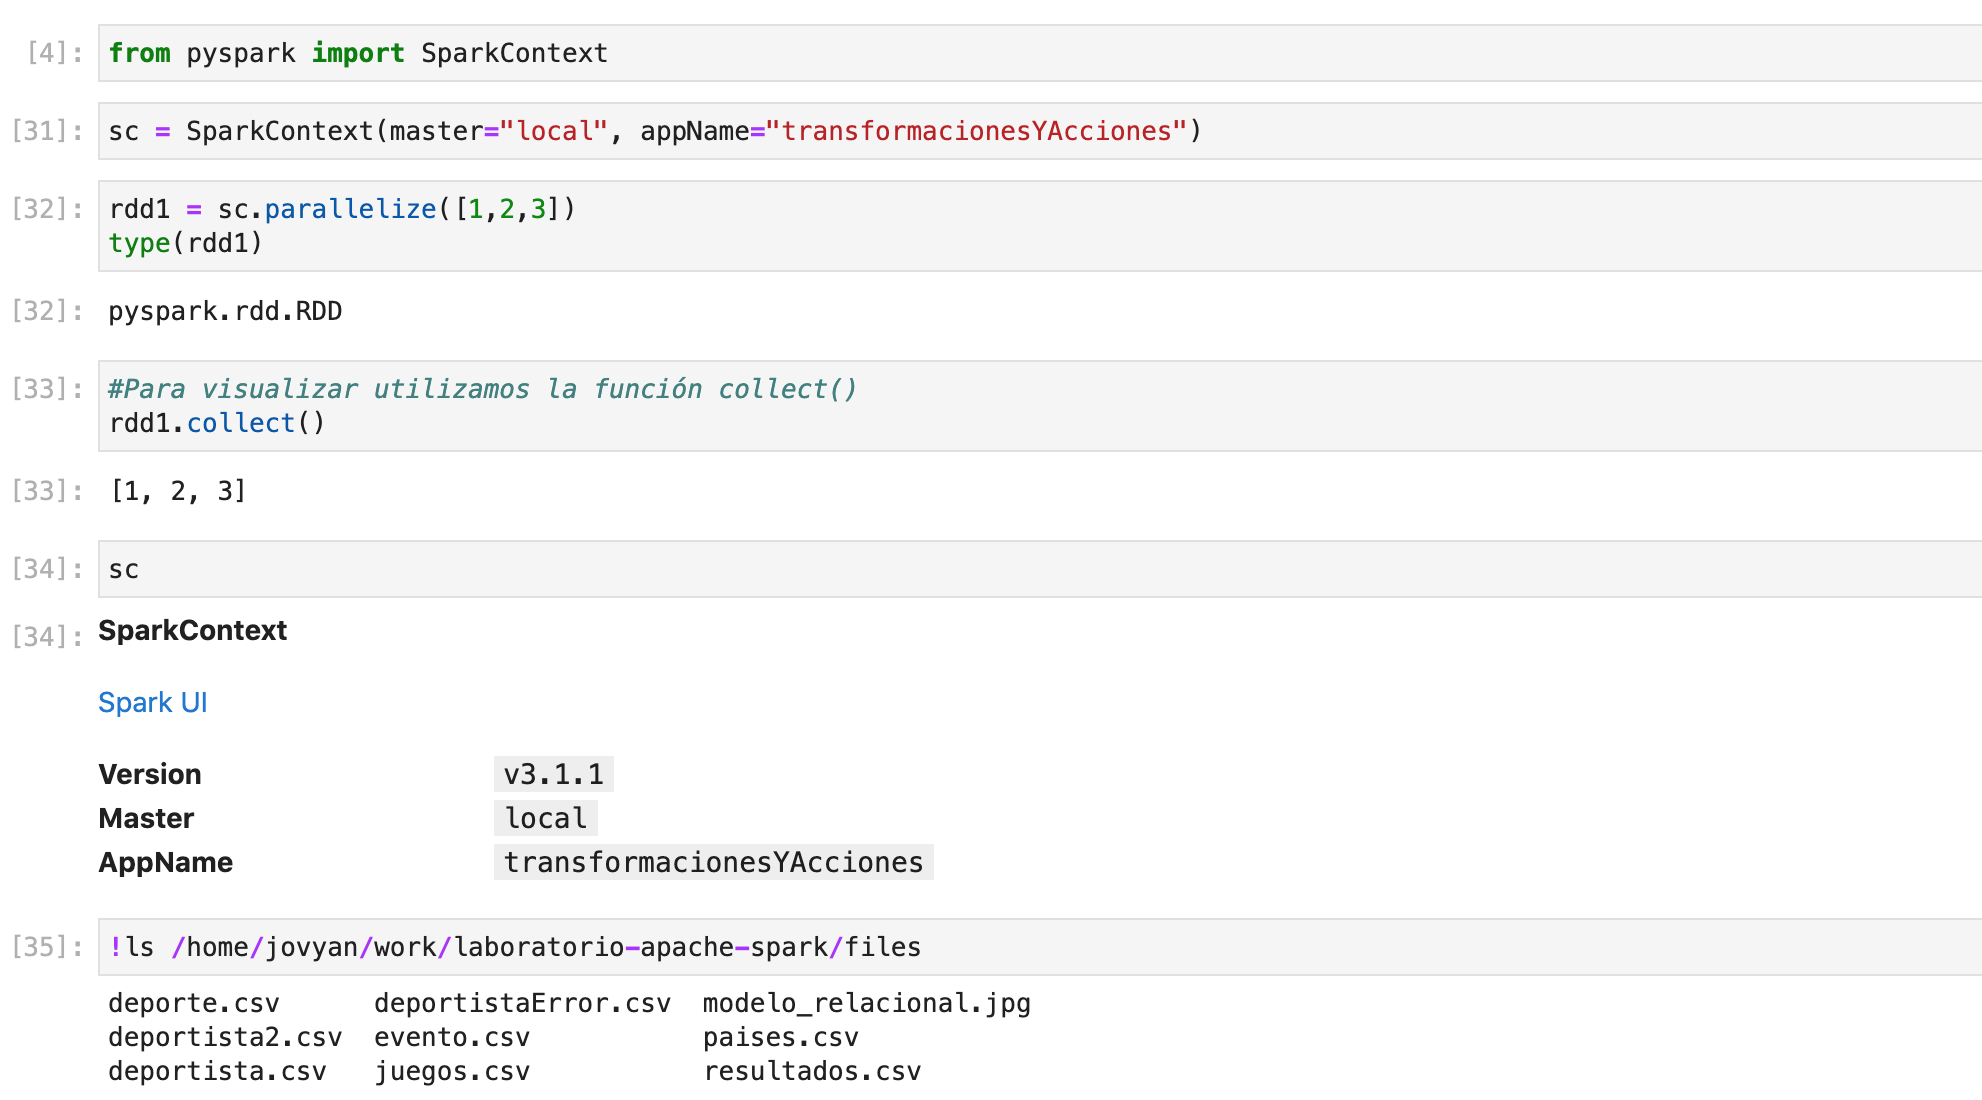 [4]: from pyspark import SparkContext
[31]: sc = SparkContext(master="local", appName="transformacionesYAcciones")
[32]: rdd1 = sc.parallelize([1,2,3])
type(rdd1)
[32]: pyspark.rdd.RDD
[33]: #Para visualizar utilizamos la función collect()
rdd1.collect()
[33]: [1, 2, 3]
[34]: sc
[34]: SparkContext
Spark UI
Version v3.1.1
Master local
AppName transformacionesYAcciones
[35]: !ls /home/jovyan/work/laboratorio-apache-spark/files
deporte.csv deportistaError.csv modelo_relacional.jpg
deportista2.csv evento.csv paises.csv
deportista.csv juegos.csv resultados.csv